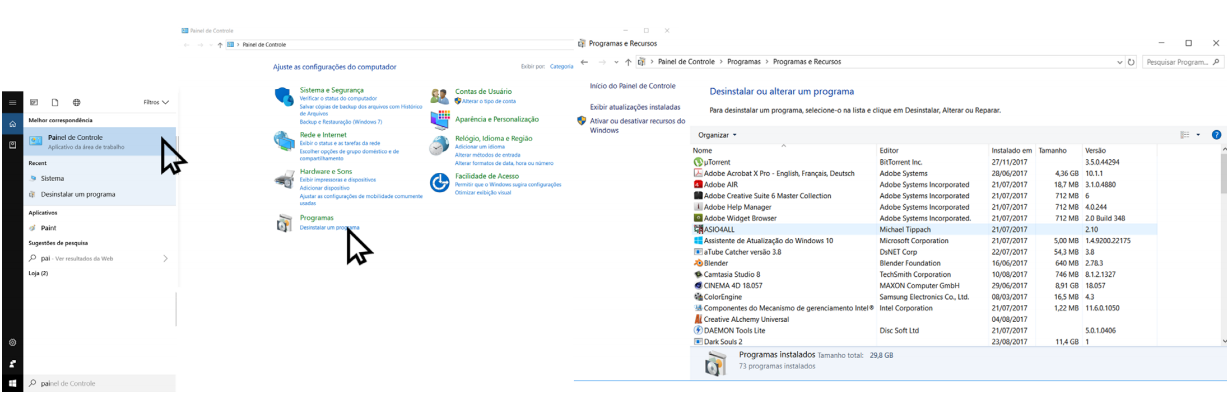 Filtros
Melhor correspondência
Painel de Controle
Aplicativo da área de trabalho
Recent
Sistema
Desinstalar um programa
Aplicativos
Paint
Sugestões de pesquisa
pai - Ver resultados da Web
Loja (2)
painel de Controle
Painel de Controle
Painel de Controle
Ajuste as configurações do computador
Exibir por: Categoria
Sistema e Segurança
Verificar o status do computador
Salvar cópias de backup dos arquivos com Histórico
de Arquivos
Backup e Restauração (Windows 7)
Rede e Internet
Exibir o status e as tarefas da rede
Escolher opções de grupo doméstico e de
compartilhamento
Hardware e Sons
Exibir impressoras e dispositivos
Adicionar dispositivo
Ajustar as configurações de mobilidade comumente
usadas
Programas
Desinstalar um programa
Contas de Usuário
Alterar o tipo de conta
Aparência e Personalização
Relógio, Idioma e Região
Adicionar um idioma
Alterar métodos de entrada
Alterar formatos de data, hora ou número
Facilidade de Acesso
Permitir que o Windows sugira configurações
Otimizar exibição visual
Programas e Recursos
Painel de Controle > Programas > Programas e Recursos
Pesquisar Program...
Início do Painel de Controle
Exibir atualizações instaladas
Ativar ou desativar recursos do
Windows
Desinstalar ou alterar um programa
Para desinstalar um programa, selecione-o na lista e clique em Desinstalar, Alterar ou Reparar.
Organizar
Nome Editor Instalado em Tamanho Versão
µTorrent BitTorrent Inc. 27/11/2017 3.5.0.44294
Adobe Acrobat X Pro - English, Français, Deutsch Adobe Systems 28/06/2017 4,36 GB 10.1.1
Adobe AIR Adobe Systems Incorporated 21/07/2017 18,7 MB 3.1.0.4880
Adobe Creative Suite 6 Master Collection Adobe Systems Incorporated 21/07/2017 712 MB 6
Adobe Help Manager Adobe Systems Incorporated 21/07/2017 712 MB 4.0.244
Adobe Widget Browser Adobe Systems Incorporated. 21/07/2017 712 MB 2.0 Build 348
ASIO4ALL Michael Tippach 21/07/2017 2.10
Assistente de Atualização do Windows 10 Microsoft Corporation 21/07/2017 5,00 MB 1.4.9200.22175
aTube Catcher versão 3.8 DsNET Corp 22/07/2017 54,3 MB 3.8
Blender Blender Foundation 16/06/2017 640 MB 2.78.3
Camtasia Studio 8 TechSmith Corporation 10/08/2017 746 MB 8.1.2.1327
CINEMA 4D 18.057 MAXON Computer GmbH 29/06/2017 8,91 GB 18.057
ColorEngine Samsung Electronics Co., Ltd. 08/03/2017 16,5 MB 4.3
Componentes do Mecanismo de gerenciamento Intel® Intel Corporation 21/07/2017 1,22 MB 11.6.0.1050
Creative ALchemy Universal 04/08/2017
DAEMON Tools Lite Disc Soft Ltd 21/07/2017 5.0.1.0406
Dark Souls 2 23/08/2017 11,4 GB 1
Programas instalados Tamanho total: 29,8 GB
73 programas instalados